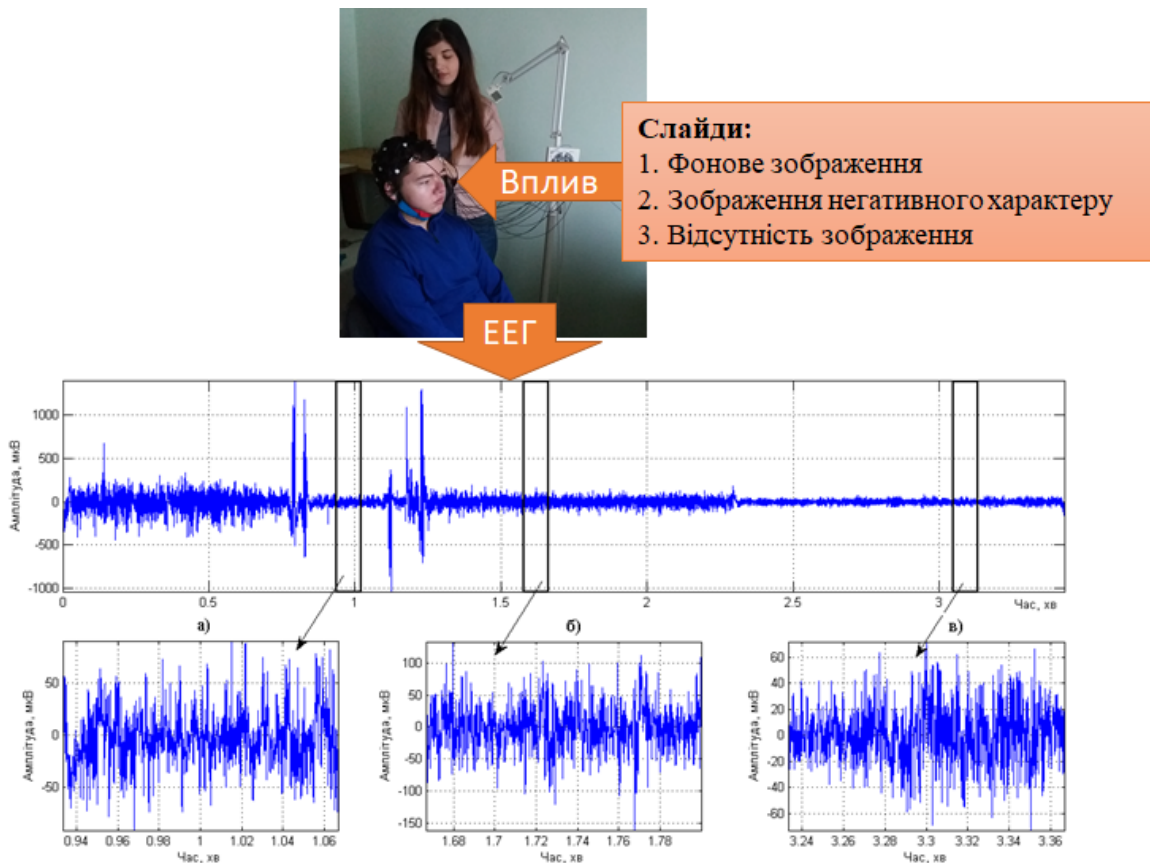 Слайди:
1. Фонове зображення
2. Зображення негативного характеру
3. Відсутність зображення
Вплив
ЕЕГ
Амплітуда, мкВ
1000
500
0
-500
-1000
0 0.5 1 1.5 2 2.5 3 Час, хв
а) б) в)
Амплітуда, мкВ
50
0
-50
0.94 0.96 0.98 1 1.02 1.04 1.06
Час, хв
Амплітуда, мкВ
100
50
0
-50
-100
-150
1.68 1.7 1.72 1.74 1.76 1.78
Час, хв
Амплітуда, мкВ
60
40
20
0
-20
-40
-60
3.24 3.26 3.28 3.3 3.32 3.34 3.36
Час, хв